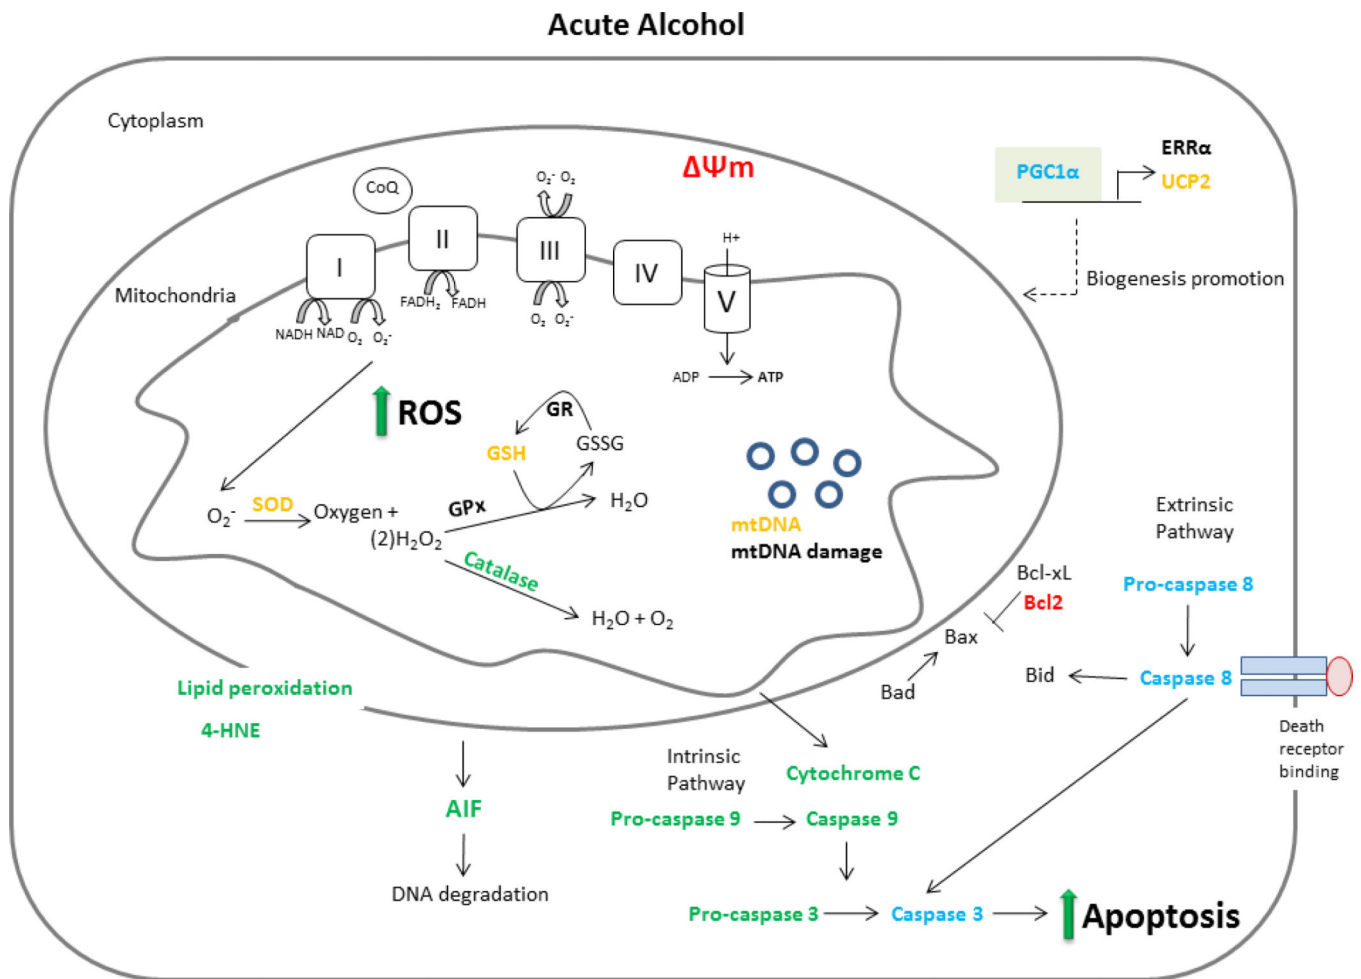 Acute Alcohol
Cytoplasm
ΔΨm
CoQ
O₂⁻ O₂
I
II
III
IV
V
H+
Mitochondria
NADH NAD O₂ O₂⁻
FADH₂ FADH
O₂ O₂⁻
ADP ATP
PGC1α
ERRα
UCP2
Biogenesis promotion
ROS
GR
GSH
GSSG
O₂⁻
SOD
Oxygen +
(2)H₂O₂
GPx
H₂O
Catalase
H₂O + O₂
mtDNA
mtDNA damage
Extrinsic
Pathway
Bcl-xL
Bcl2
Bax
Bad
Pro-caspase 8
Bid
Caspase 8
Death
receptor
binding
Lipid peroxidation
4-HNE
AIF
DNA degradation
Intrinsic
Pathway
Cytochrome C
Pro-caspase 9
Caspase 9
Pro-caspase 3
Caspase 3
Apoptosis